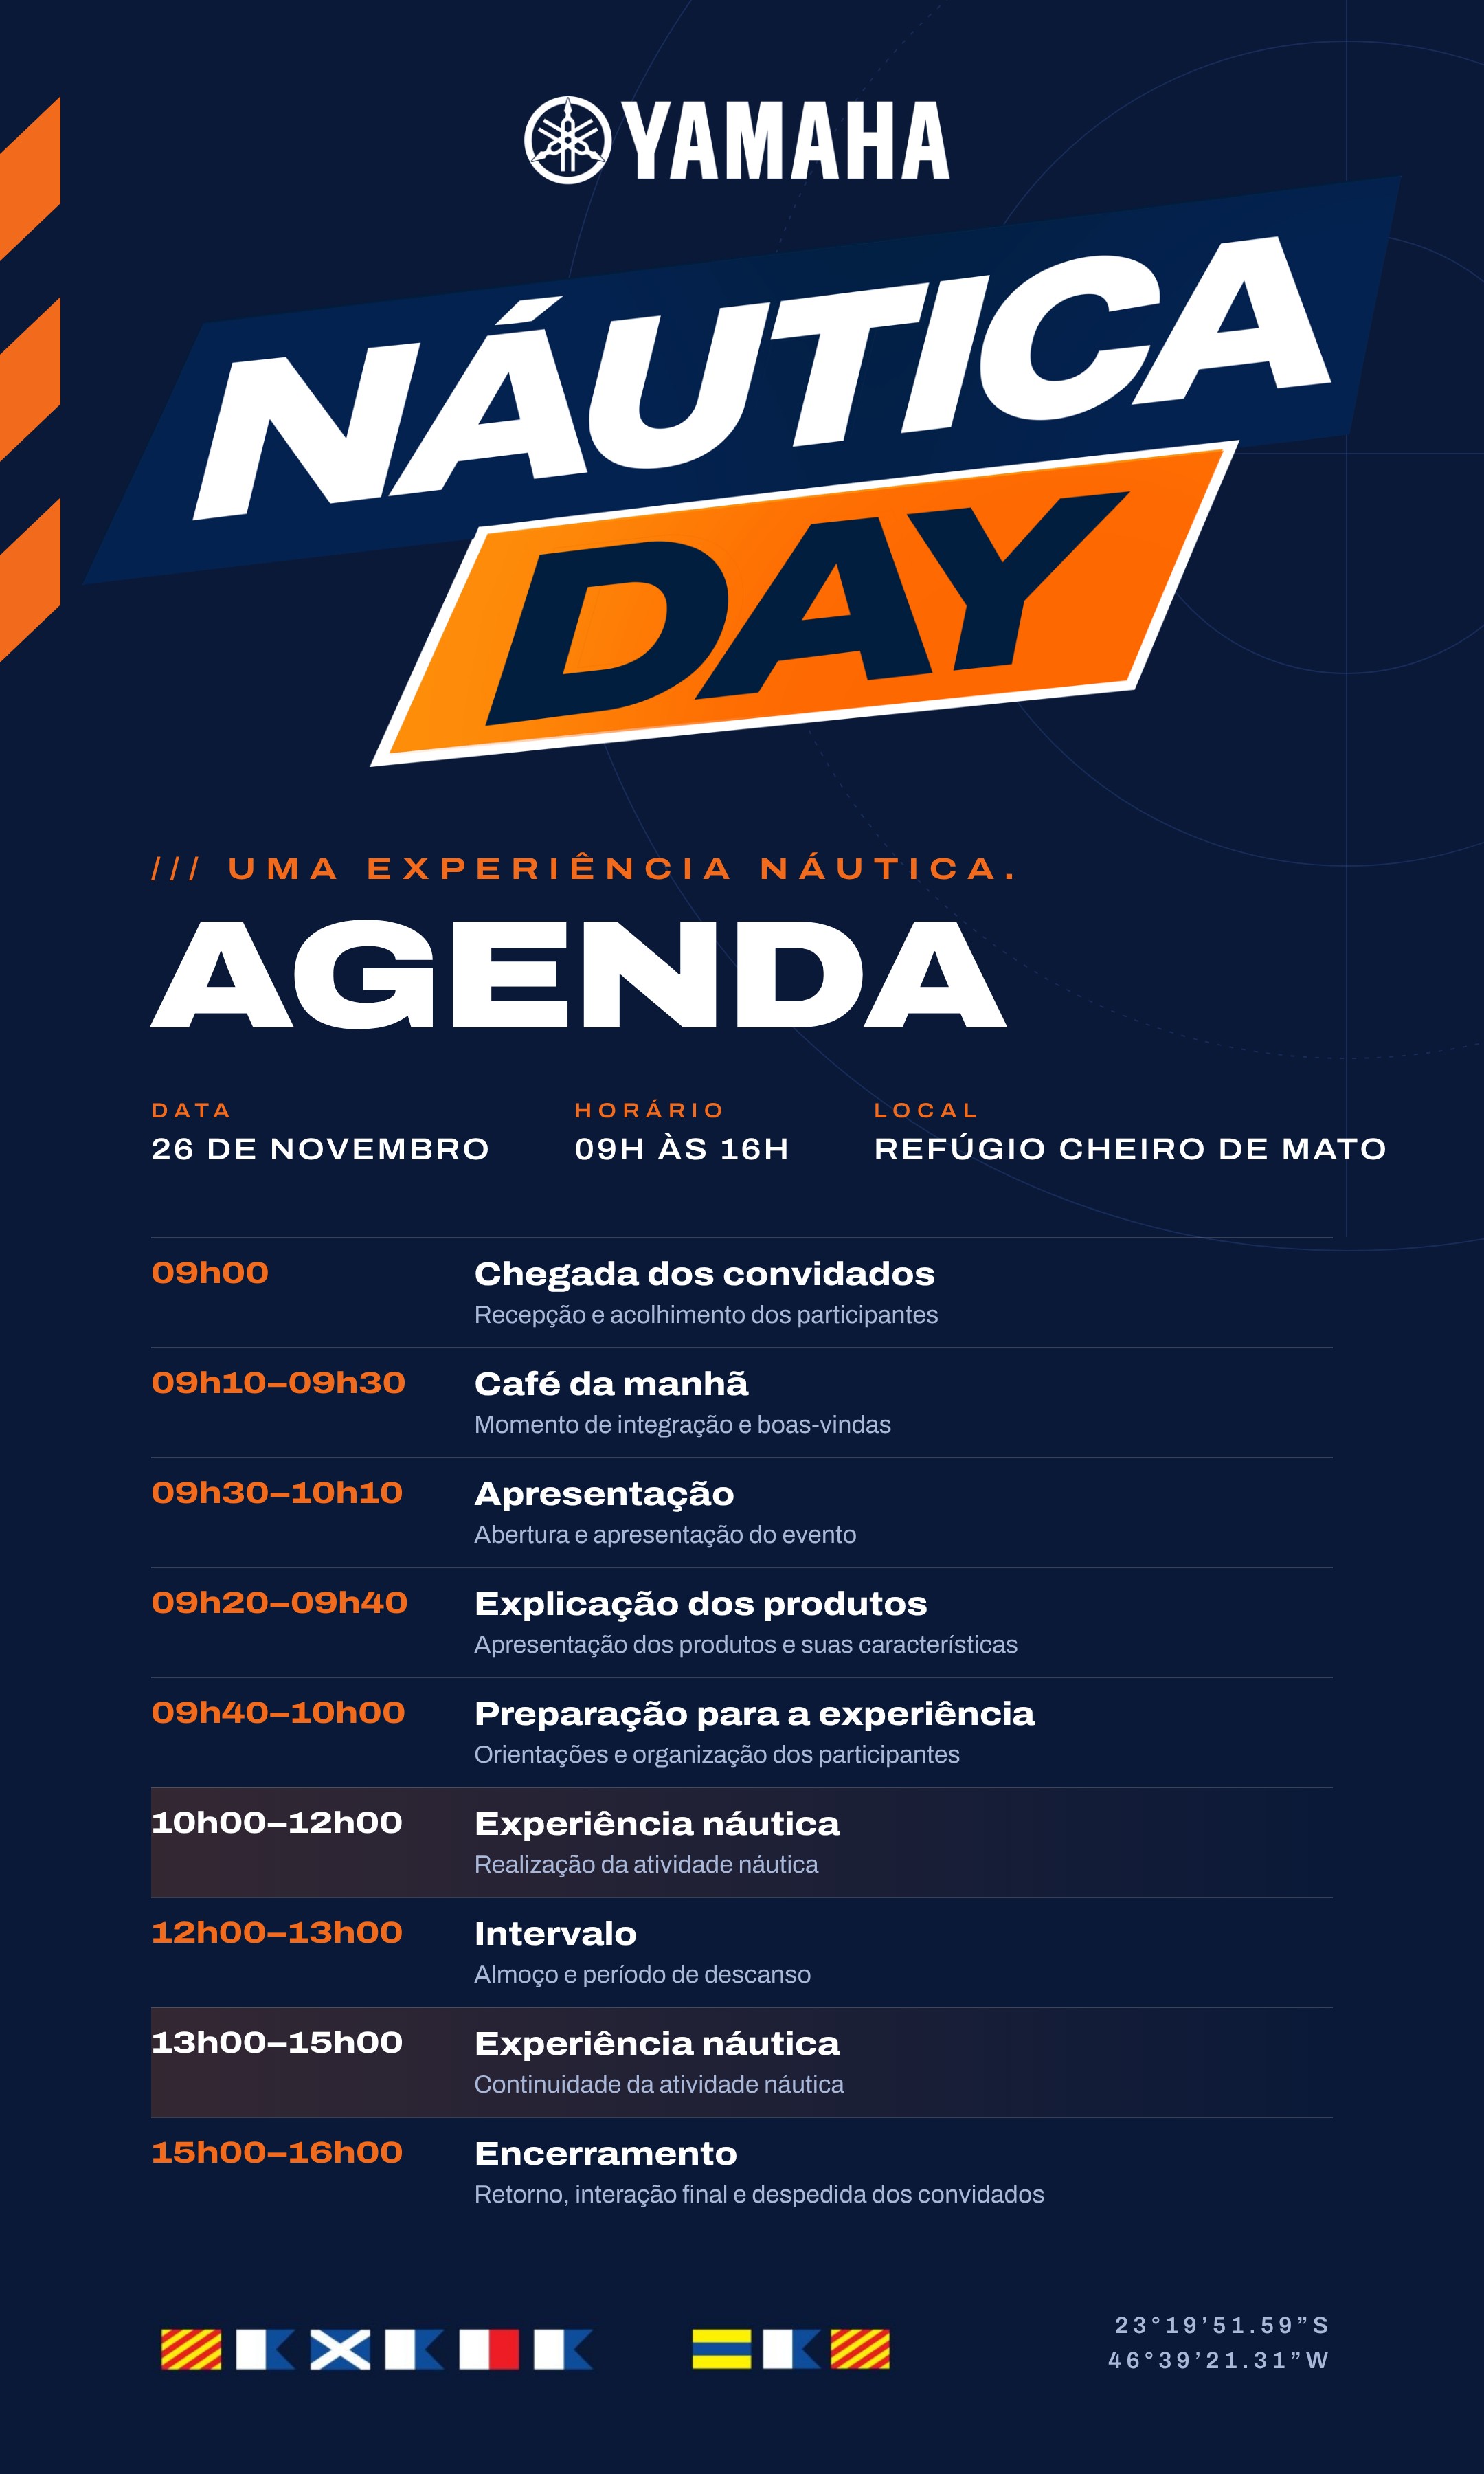 YAMAHA
NÁUTICA
DAY
/// UMA EXPERIÊNCIA NÁUTICA.
AGENDA
DATA
26 DE NOVEMBRO
HORÁRIO
09H ÀS 16H
LOCAL
REFÚGIO CHEIRO DE MATO
09h00
Chegada dos convidados
Recepção e acolhimento dos participantes
09h10–09h30
Café da manhã
Momento de integração e boas-vindas
09h30–10h10
Apresentação
Abertura e apresentação do evento
09h20–09h40
Explicação dos produtos
Apresentação dos produtos e suas características
09h40–10h00
Preparação para a experiência
Orientações e organização dos participantes
10h00–12h00
Experiência náutica
Realização da atividade náutica
12h00–13h00
Intervalo
Almoço e período de descanso
13h00–15h00
Experiência náutica
Continuidade da atividade náutica
15h00–16h00
Encerramento
Retorno, interação final e despedida dos convidados
23°19’51.59”S
46°39’21.31”W